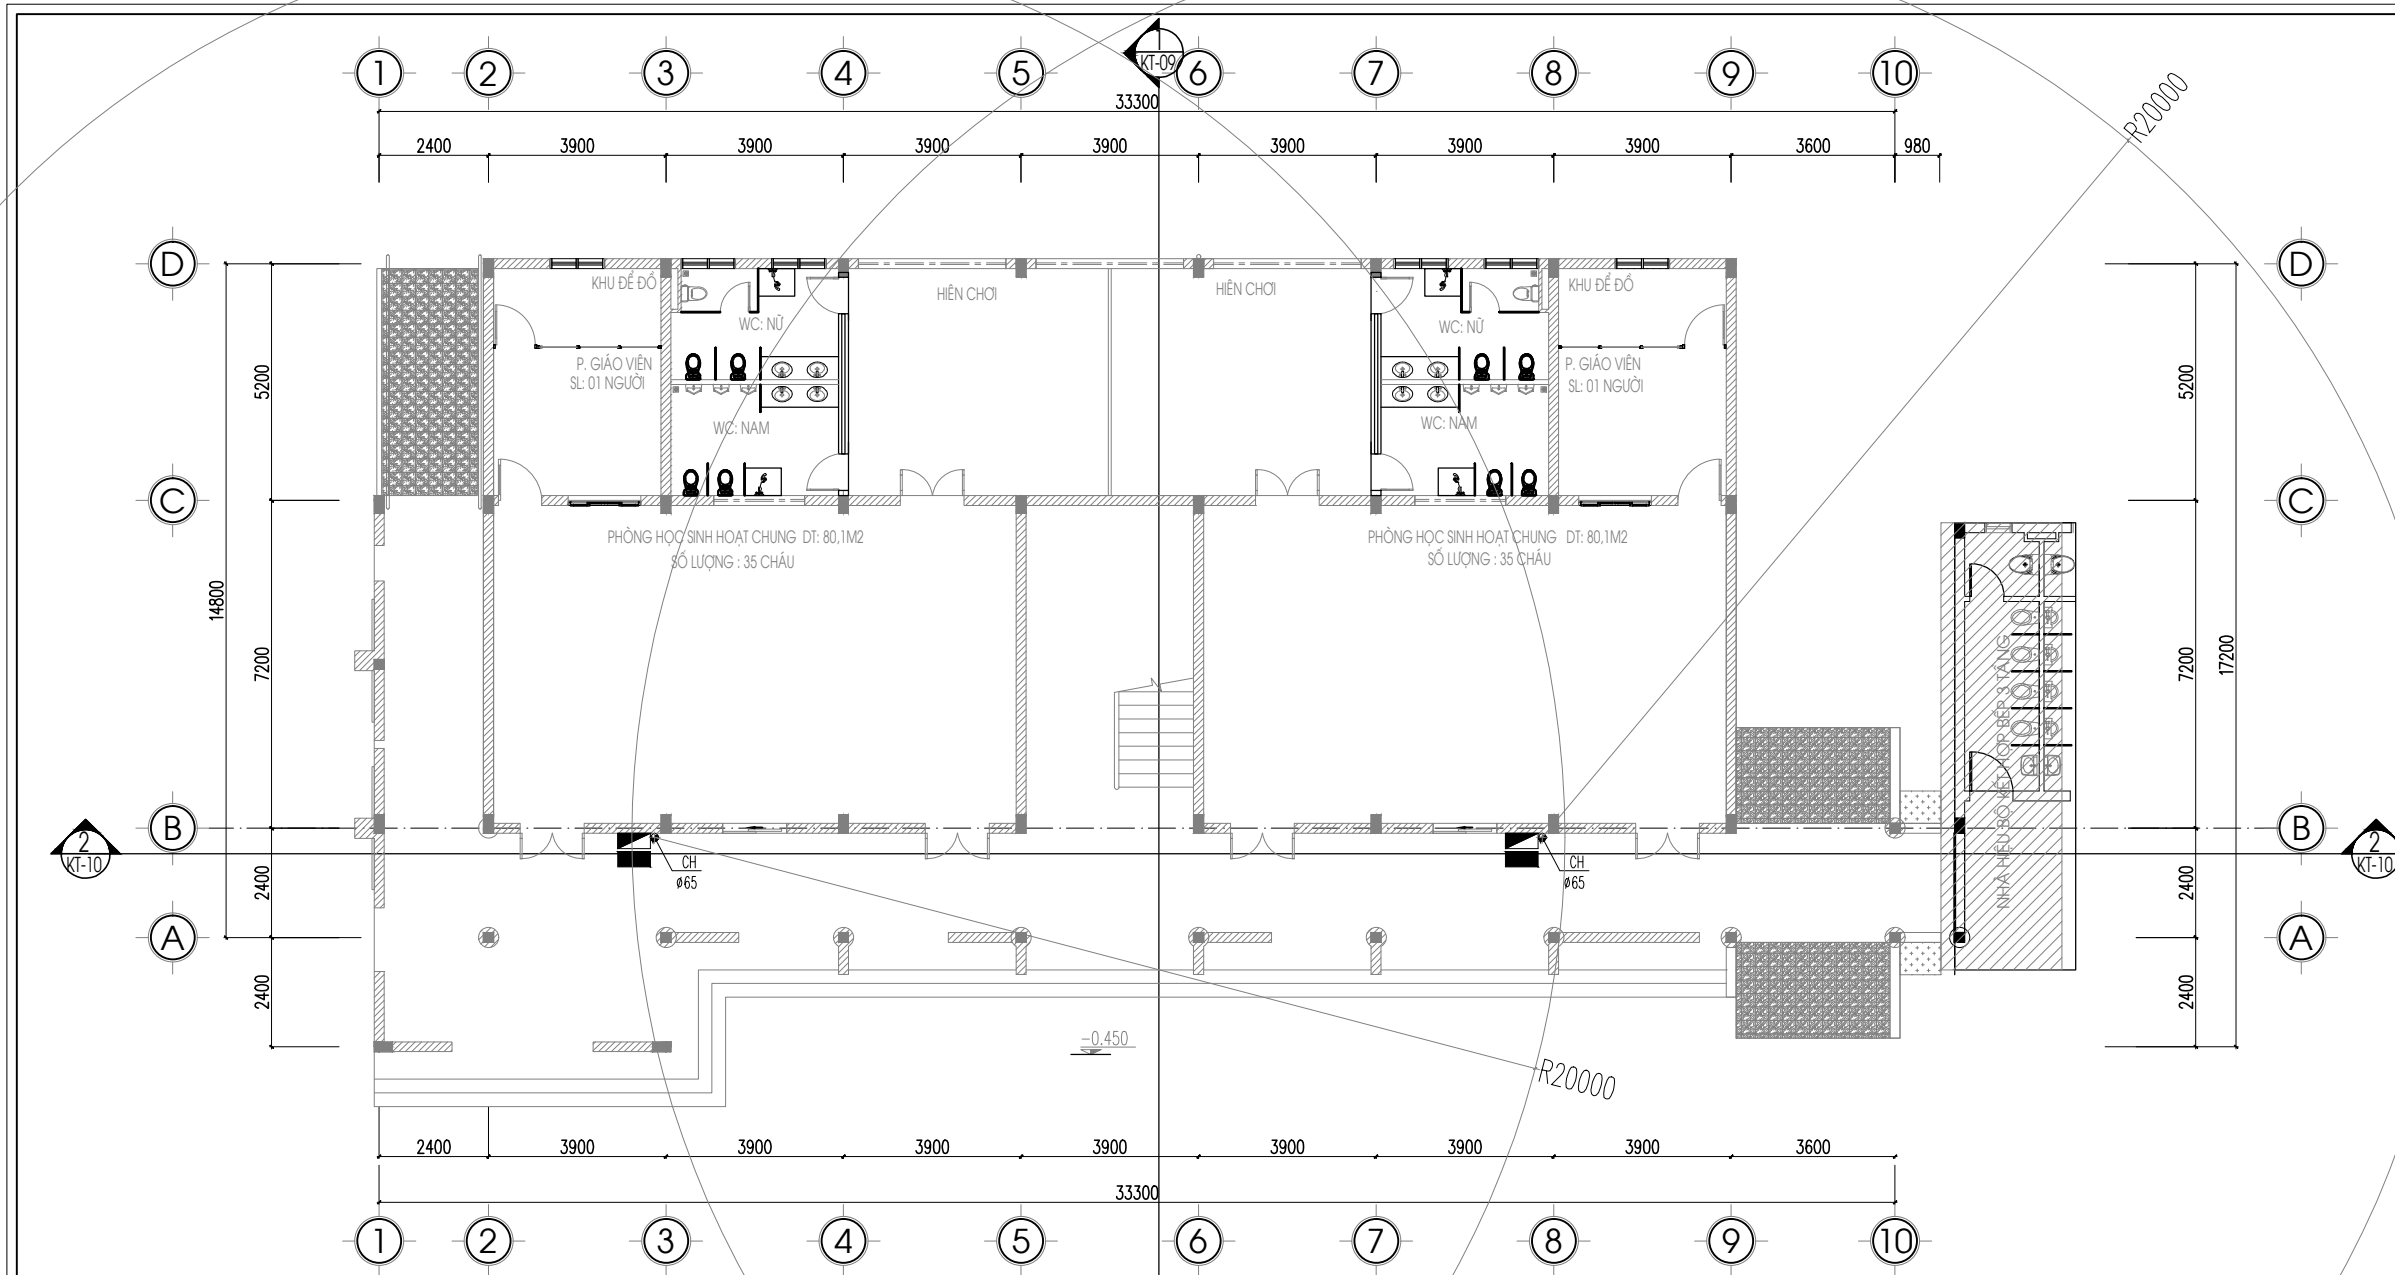 1 2 3 4 5 6 7 8 9 10
KT-09
33300
2400 3900 3900 3900 3900 3900 3900 3900 3600 980
R20000
D D
KHU ĐỂ ĐỒ HIÊN CHƠI HIÊN CHƠI KHU ĐỂ ĐỒ
WC: NỮ WC: NỮ
P. GIÁO VIÊN P. GIÁO VIÊN
SL: 01 NGƯỜI SL: 01 NGƯỜI
5200 5200
WC: NAM WC: NAM
C C
PHÒNG HỌC SINH HOẠT CHUNG DT: 80,1M2 PHÒNG HỌC SINH HOẠT CHUNG DT: 80,1M2
SỐ LƯỢNG : 35 CHÁU SỐ LƯỢNG : 35 CHÁU
14800 7200 7200 17200
NHÀ HIỆU BỘ KẾT HỢP BẾP 3 TẦNG
B B
2 2
KT-10 KT-10
CH CH
Ø65 Ø65
2400 2400
A A
2400 2400
-0.450
R20000
2400 3900 3900 3900 3900 3900 3900 3900 3600
33300
1 2 3 4 5 6 7 8 9 10